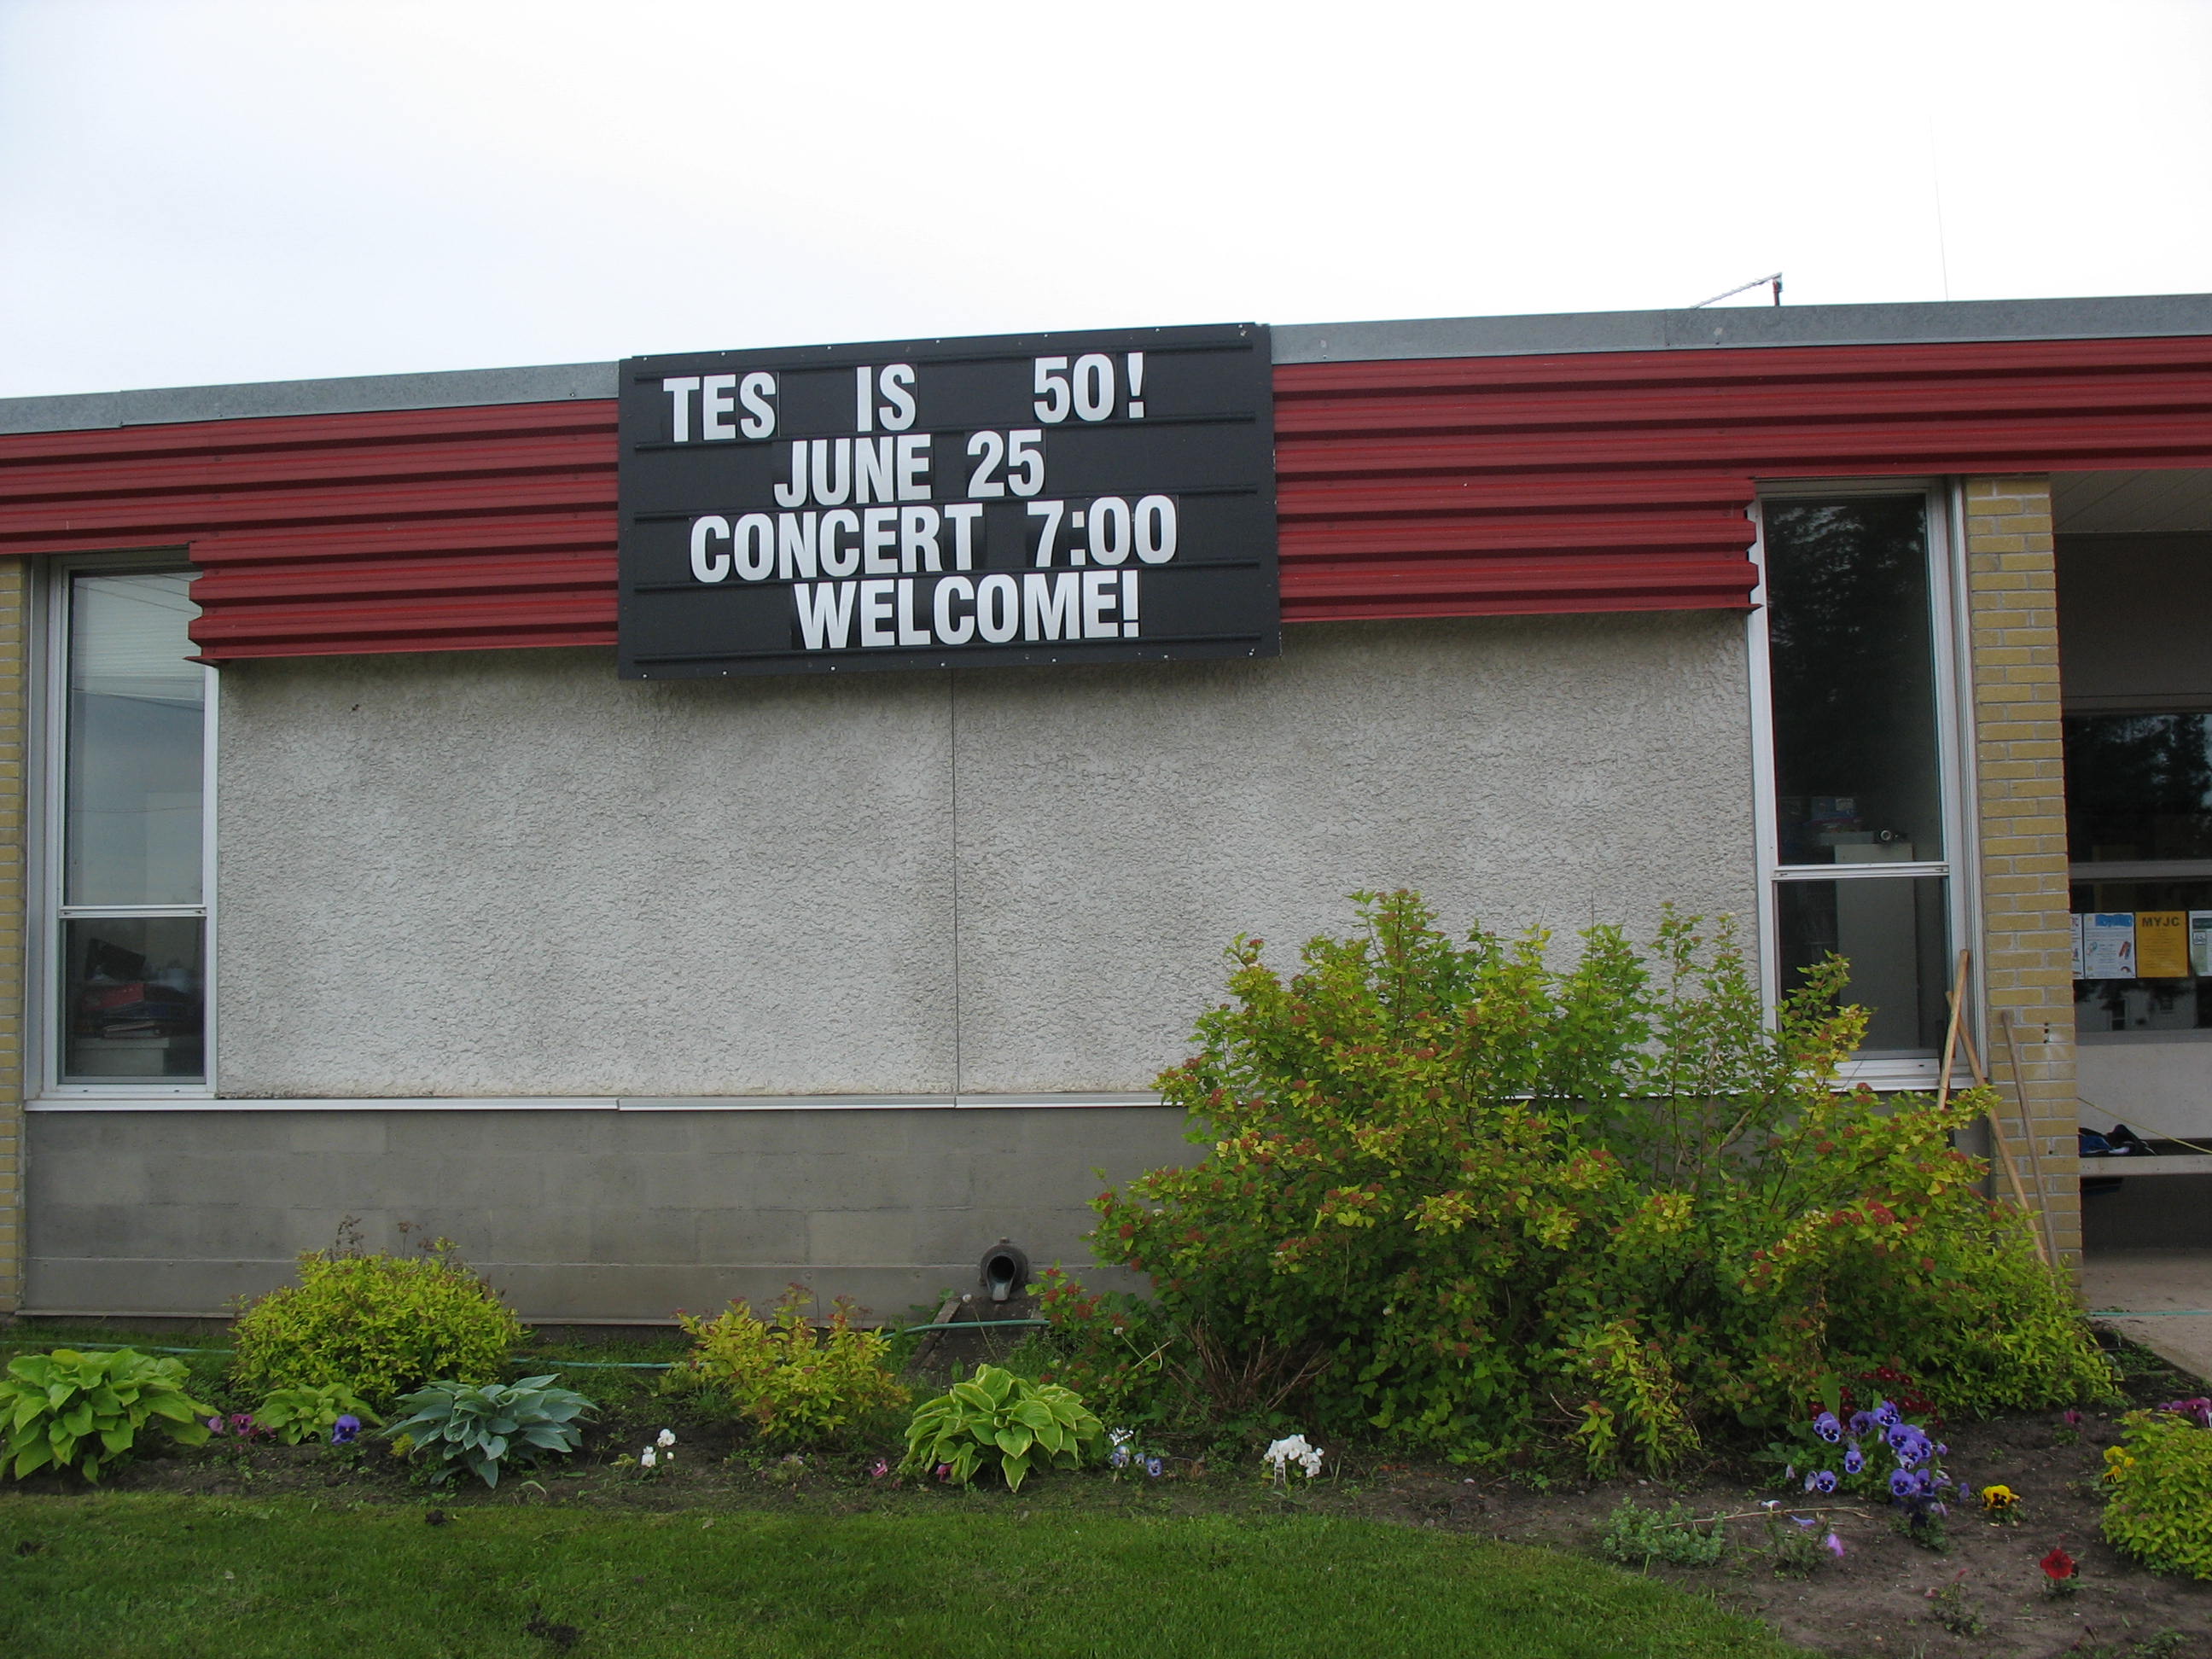 TES IS 50!
JUNE 25
CONCERT 7:00
WELCOME!
MYJC